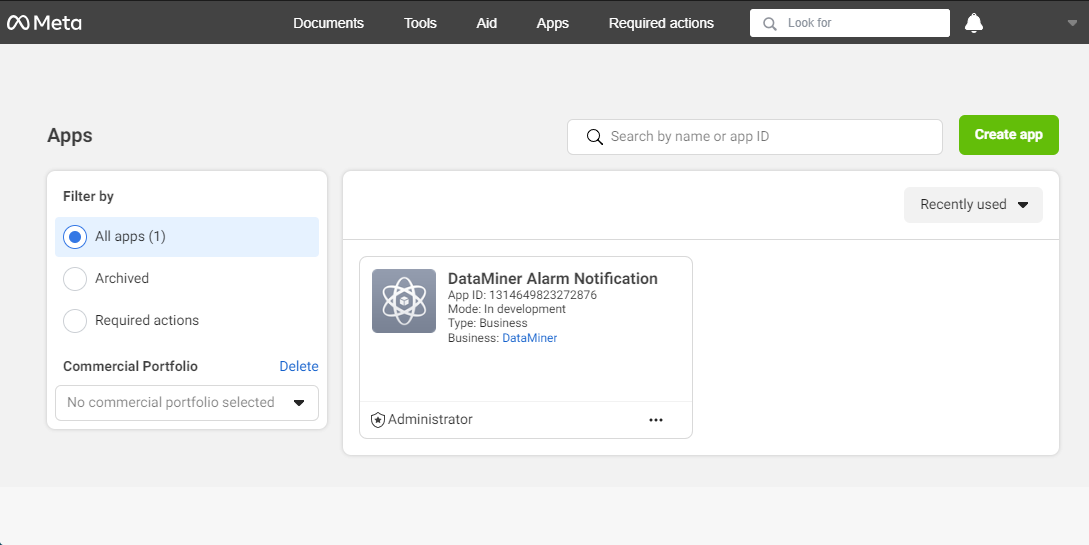 Meta
Documents
Tools
Aid
Apps
Required actions
Look for
Apps
Search by name or app ID
Create app
Filter by
All apps (1)
Archived
Required actions
Commercial Portfolio
Delete
No commercial portfolio selected
Recently used
DataMiner Alarm Notification
App ID: 1314649823272876
Mode: In development
Type: Business
Business: DataMiner
Administrator